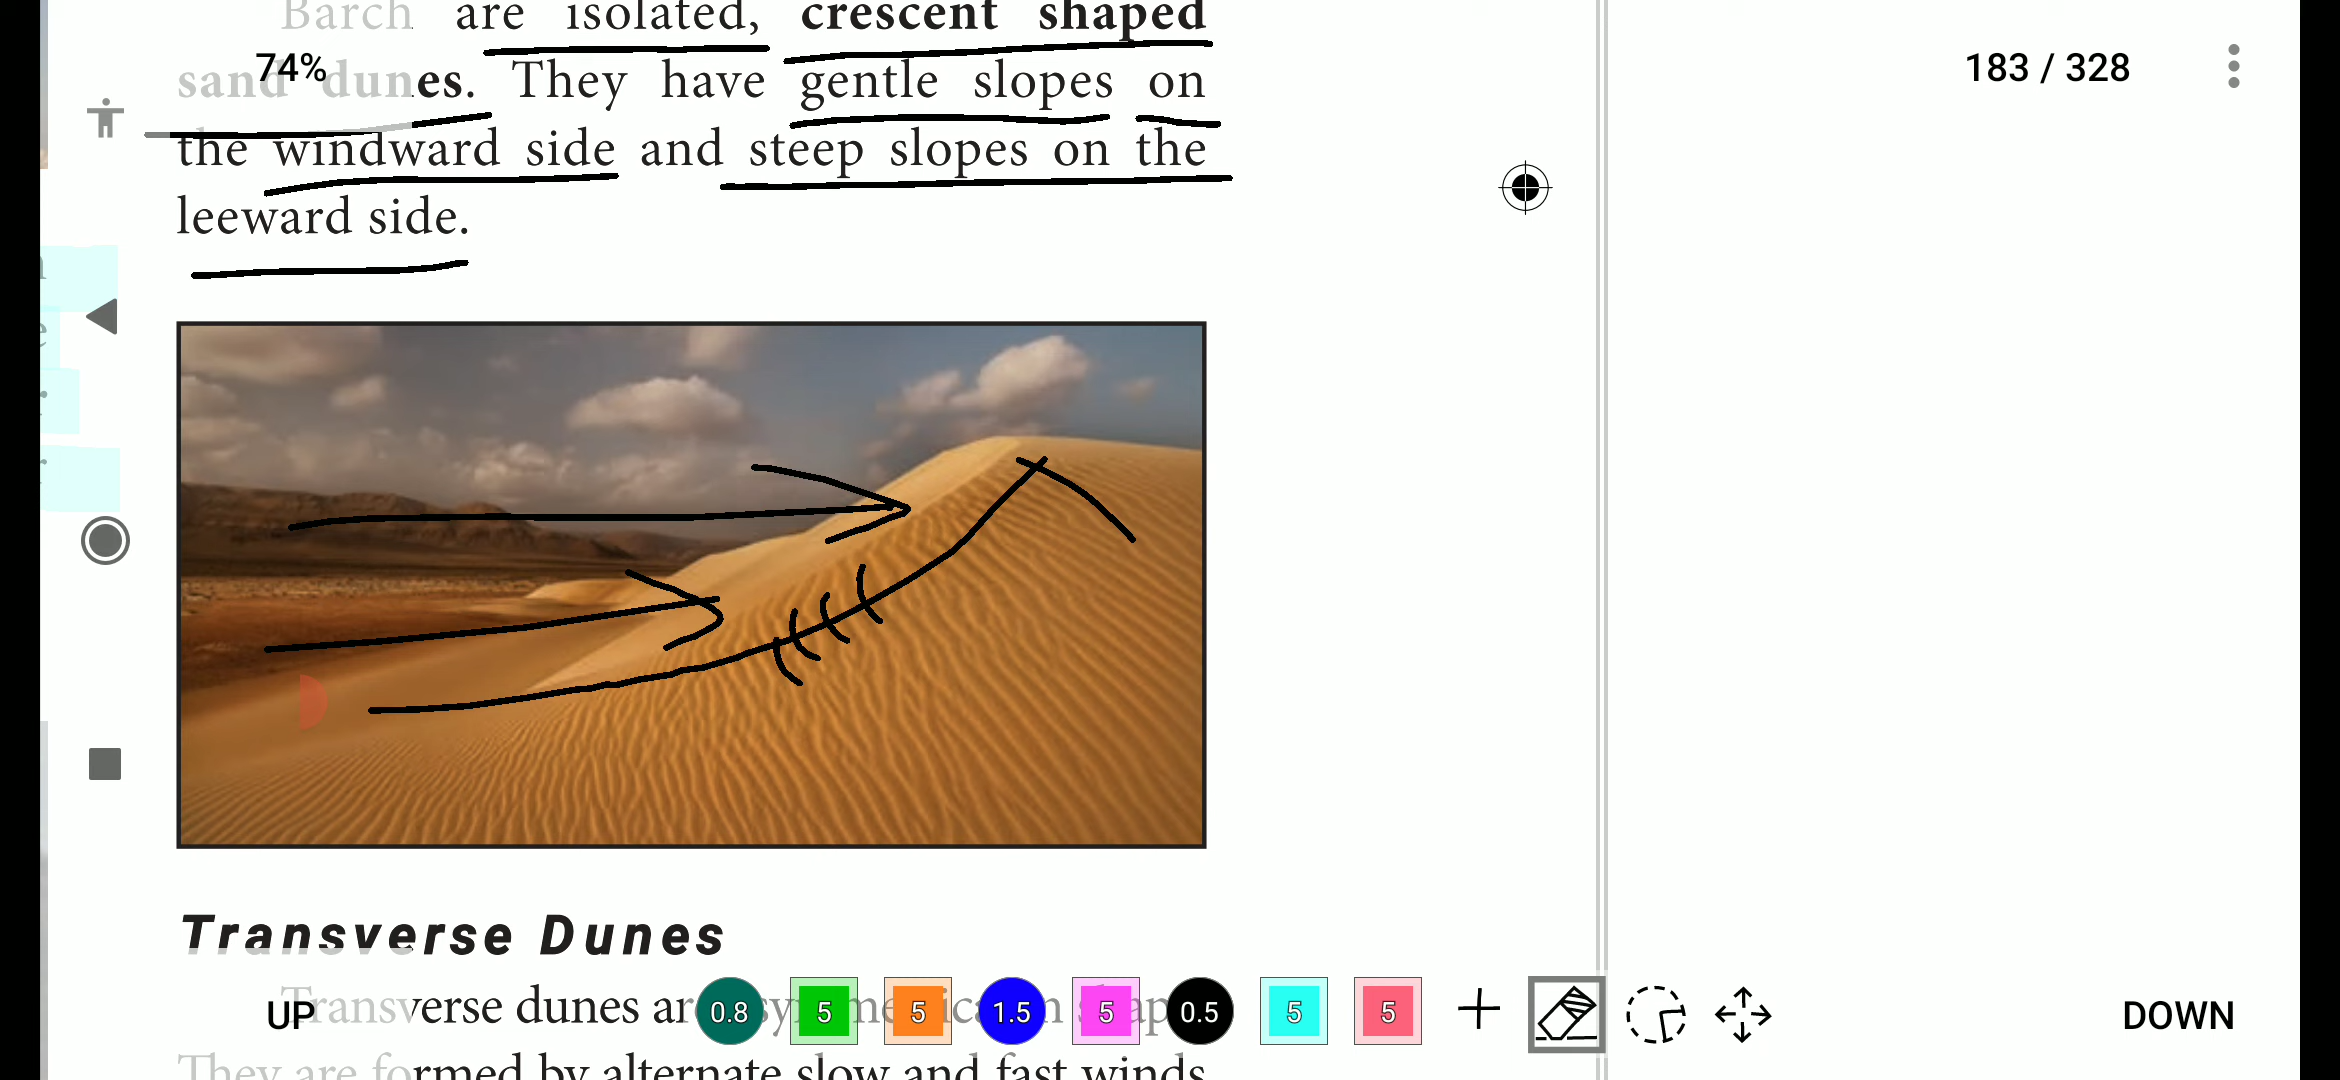 Barch are isolated, crescent shaped
74%
183 / 328
sand dunes. They have gentle slopes on
the windward side and steep slopes on the
leeward side.
Transverse Dunes
Transverse dunes
UP
0.8
5
5
1.5
5
0.5
5
5
DOWN
They are formed by alternate slow and fast winds